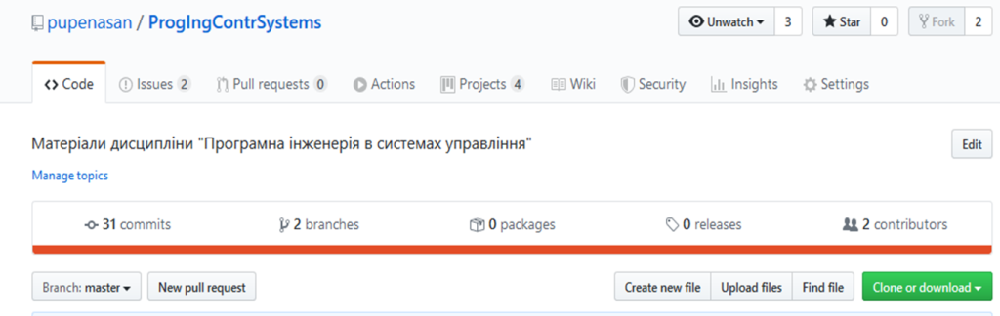 pupenasan / ProgIngContrSystems
Unwatch 3 Star 0 Fork 2
Code Issues 2 Pull requests 0 Actions Projects 4 Wiki Security Insights Settings
Матеріали дисципліни "Програмна інженерія в системах управління" Edit
Manage topics
31 commits 2 branches 0 packages 0 releases 2 contributors
Branch: master New pull request Create new file Upload files Find file Clone or download